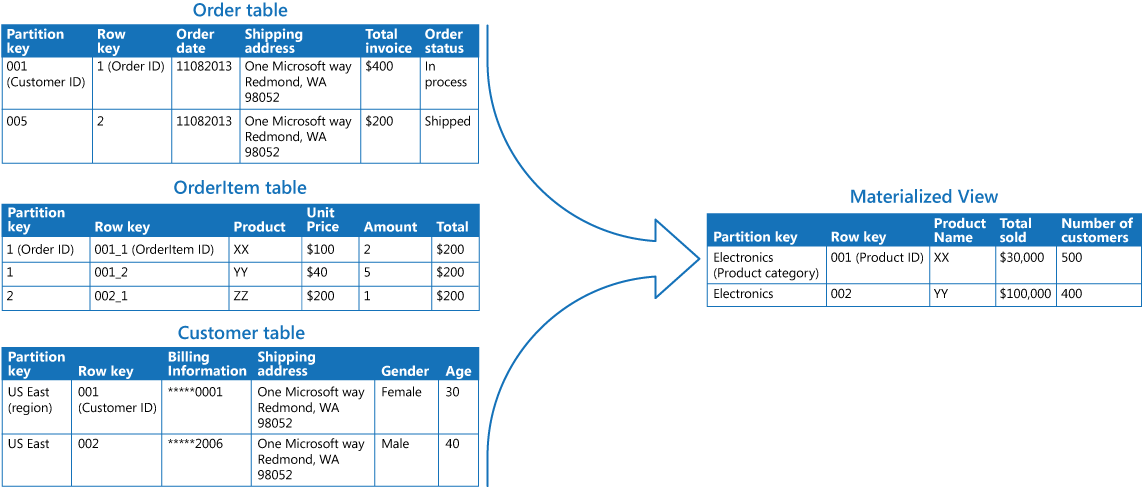 Order table
Partition key Row key Order date Shipping address Total invoice Order status
001 (Customer ID) 1 (Order ID) 11082013 One Microsoft way Redmond, WA 98052 $400 In process
005 2 11082013 One Microsoft way Redmond, WA 98052 $200 Shipped
OrderItem table
Partition key Row key Product Unit Price Amount Total
1 (Order ID) 001_1 (OrderItem ID) XX $100 2 $200
1 001_2 YY $40 5 $200
2 002_1 ZZ $200 1 $200
Customer table
Partition key Row key Billing Information Shipping address Gender Age
US East (region) 001 (Customer ID) *****0001 One Microsoft way Redmond, WA 98052 Female 30
US East 002 *****2006 One Microsoft way Redmond, WA 98052 Male 40
Materialized View
Partition key Row key Product Name Total sold Number of customers
Electronics (Product category) 001 (Product ID) XX $30,000 500
Electronics 002 YY $100,000 400